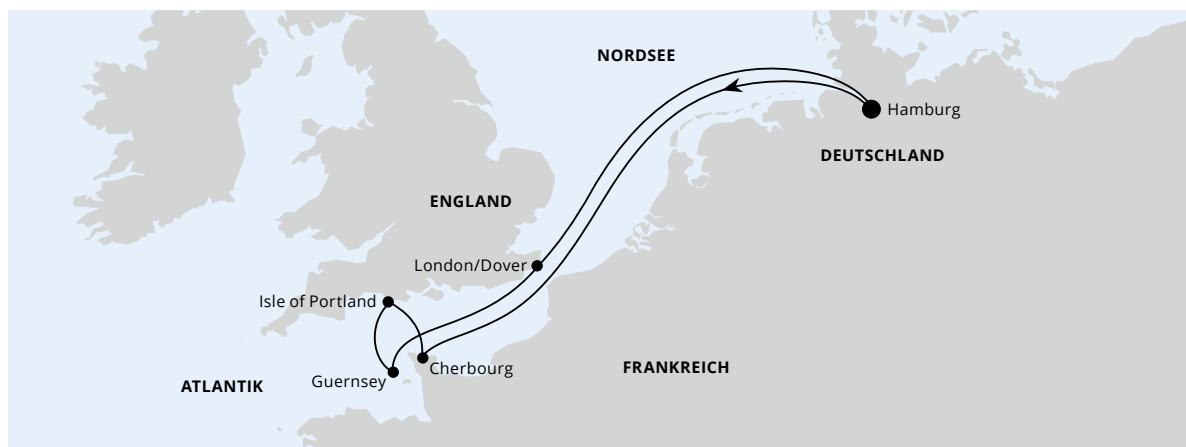 NORDSEE
Hamburg
DEUTSCHLAND
ENGLAND
London/Dover
Isle of Portland
Cherbourg
FRANKREICH
Guernsey
ATLANTIK